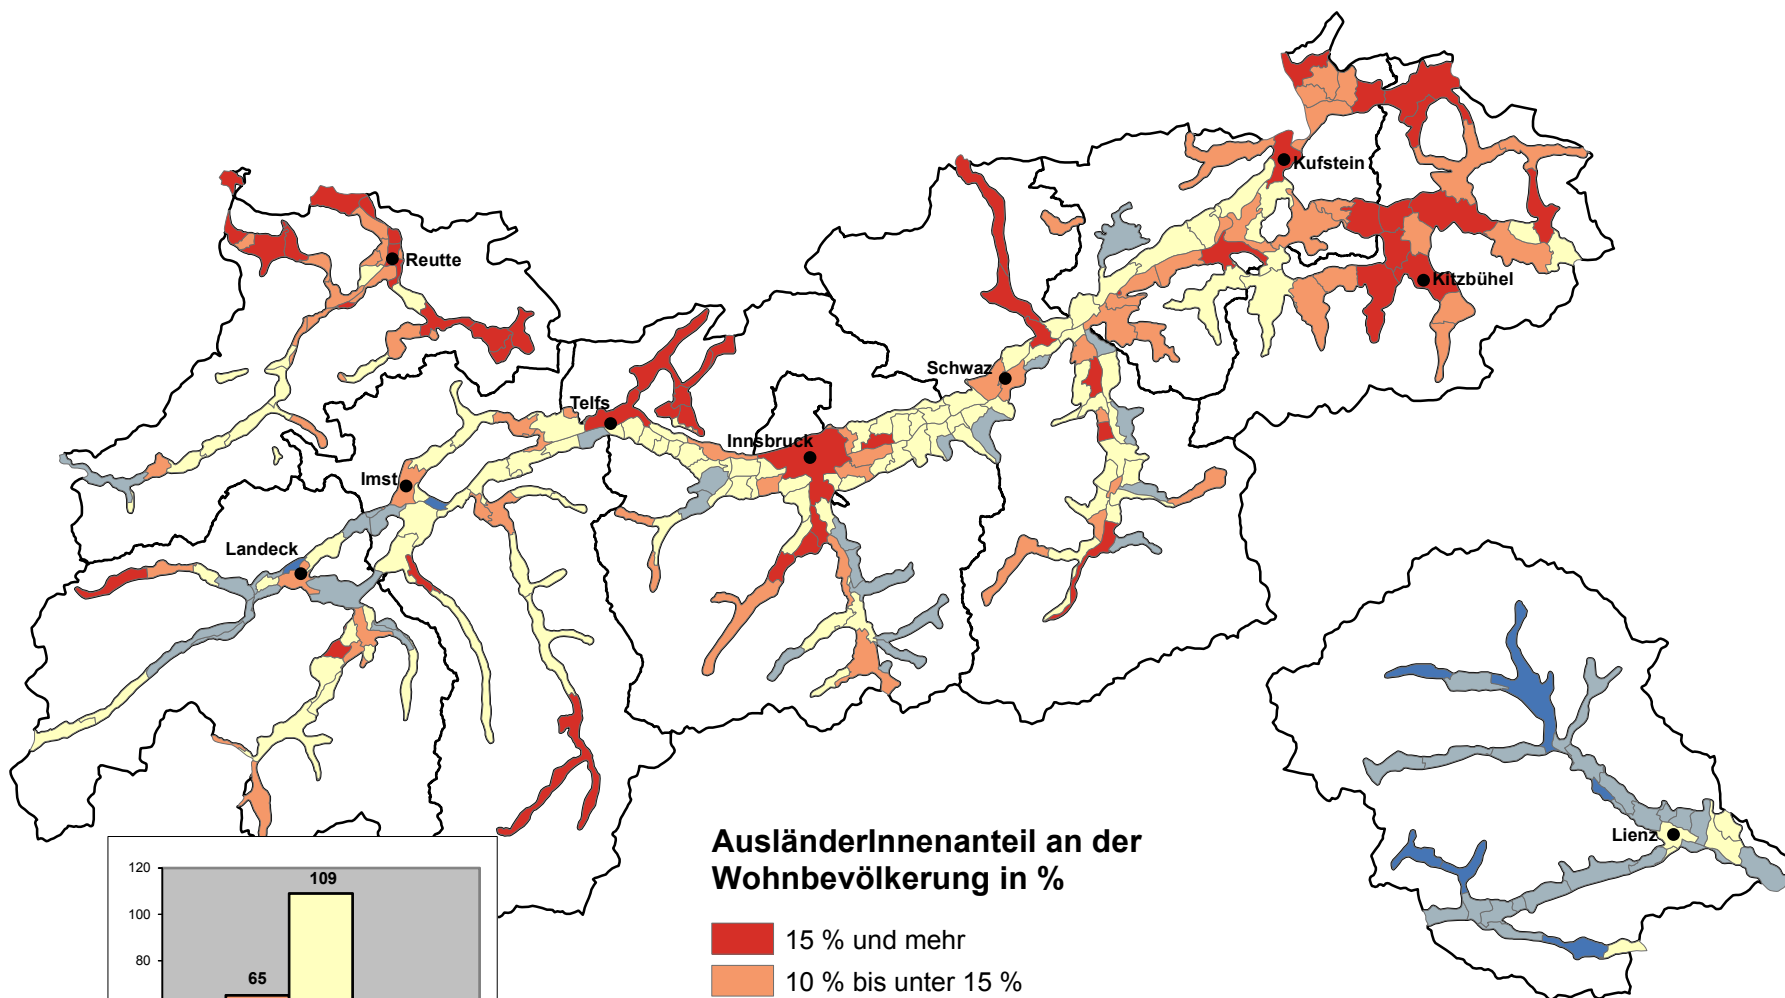 Kufstein
Reutte
Kitzbühel
Schwaz
Telfs
Innsbruck
Imst
Landeck
Lienz
AusländerInnenanteil an der
Wohnbevölkerung in %
15 % und mehr
10 % bis unter 15 %
120
109
100
80
65